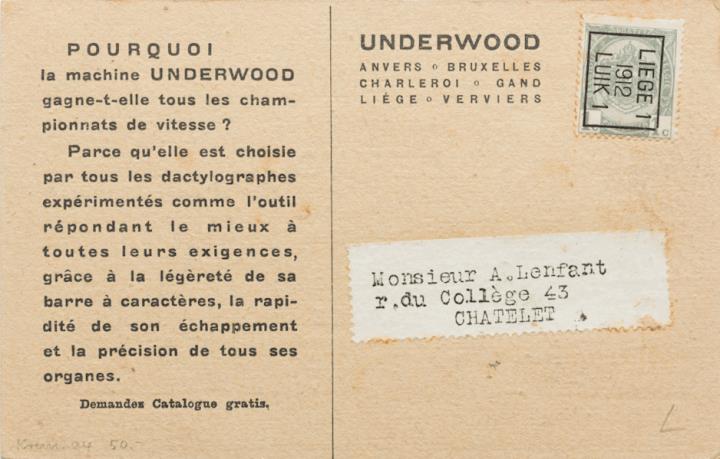 POURQUOI
la machine UNDERWOOD
gagne-t-elle tous les cham-
pionnats de vitesse ?
Parce qu'elle est choisie
par tous les dactylographes
expérimentés comme l'outil
répondant le mieux à
toutes leurs exigences,
grâce à la légèreté de sa
barre à caractères, la rapi-
dité de son échappement
et la précision de tous ses
organes.
Demandez Catalogue gratis.
50.-
UNDERWOOD
ANVERS o BRUXELLES
CHARLEROI o GAND
LIÉGE o VERVIERS
LIEGE 1
1912
LUIK 1
Monsieur A.Lenfant
r.du Collège 43
CHATELET
L